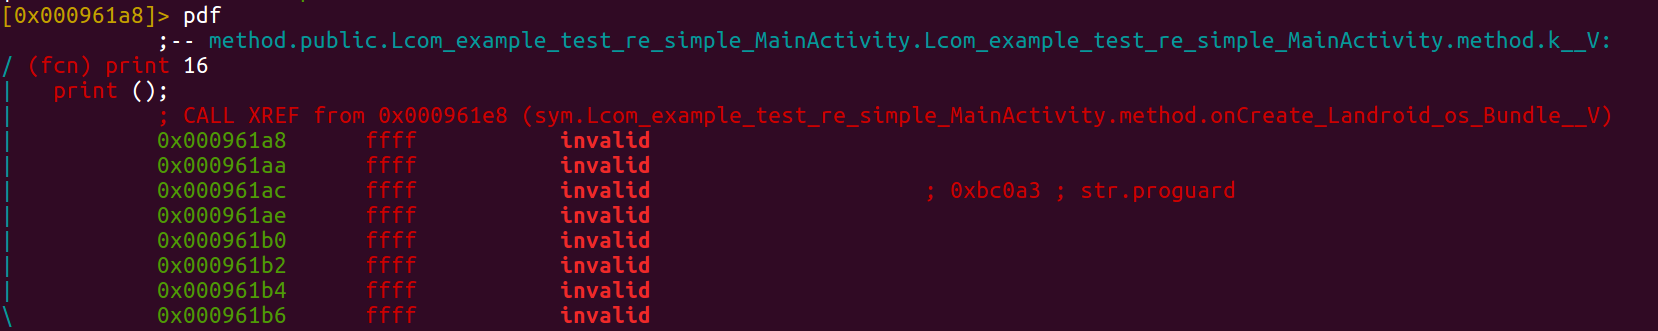 [0x000961a8]> pdf
;-- method.public.Lcom_example_test_re_simple_MainActivity.Lcom_example_test_re_simple_MainActivity.method.k__V:
/ (fcn) print 16
|   print ();
|           ; CALL XREF from 0x000961e8 (sym.Lcom_example_test_re_simple_MainActivity.method.onCreate_Landroid_os_Bundle__V)
|           0x000961a8      ffff           invalid
|           0x000961aa      ffff           invalid
|           0x000961ac      ffff           invalid                     ; 0xbc0a3 ; str.proguard
|           0x000961ae      ffff           invalid
|           0x000961b0      ffff           invalid
|           0x000961b2      ffff           invalid
|           0x000961b4      ffff           invalid
\           0x000961b6      ffff           invalid